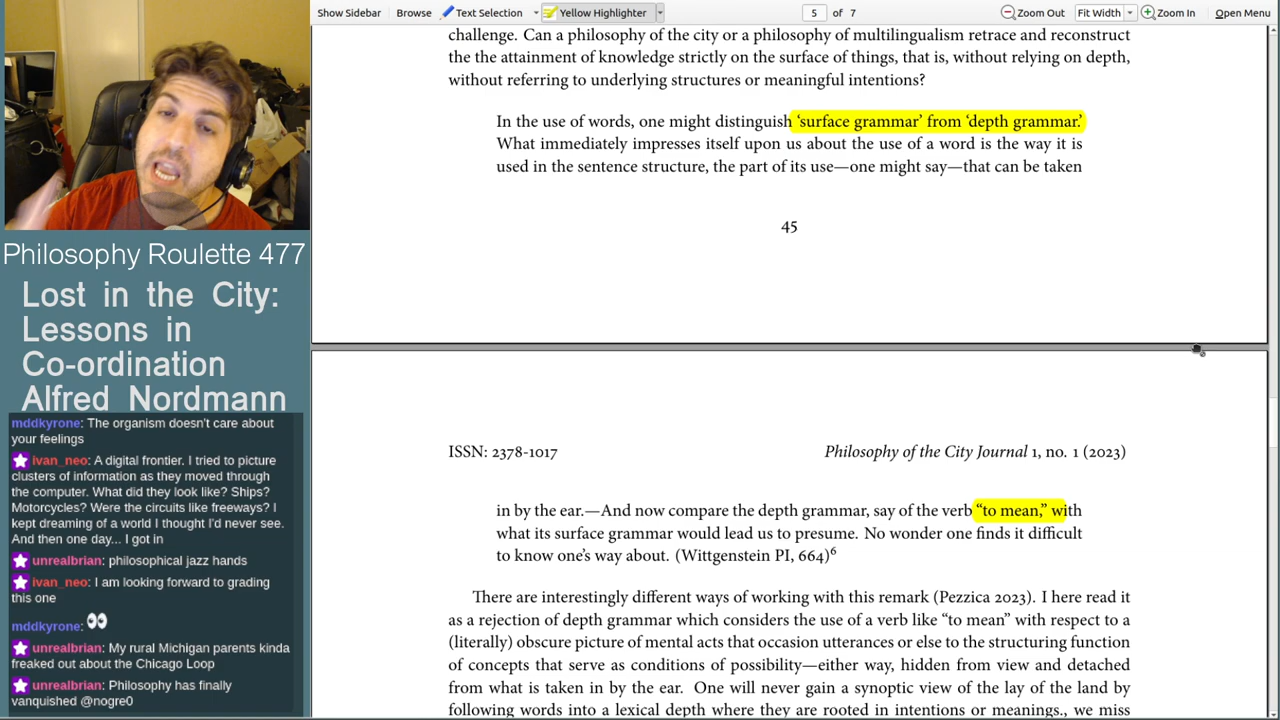 Show Sidebar Browse Text Selection Yellow Highlighter 5 of 7 Zoom Out Fit Width Zoom In Open Menu
challenge. Can a philosophy of the city or a philosophy of multilingualism retrace and reconstruct
the the attainment of knowledge strictly on the surface of things, that is, without relying on depth,
without referring to underlying structures or meaningful intentions?
In the use of words, one might distinguish ‘surface grammar’ from ‘depth grammar.’
What immediately impresses itself upon us about the use of a word is the way it is
used in the sentence structure, the part of its use—one might say—that can be taken
45
ISSN: 2378-1017 Philosophy of the City Journal 1, no. 1 (2023)
in by the ear.—And now compare the depth grammar, say of the verb “to mean,” with
what its surface grammar would lead us to presume. No wonder one finds it difficult
to know one’s way about. (Wittgenstein PI, 664)6
There are interestingly different ways of working with this remark (Pezzica 2023). I here read it
as a rejection of depth grammar which considers the use of a verb like “to mean” with respect to a
(literally) obscure picture of mental acts that occasion utterances or else to the structuring function
of concepts that serve as conditions of possibility—either way, hidden from view and detached
from what is taken in by the ear. One will never gain a synoptic view of the lay of the land by
following words into a lexical depth where they are rooted in intentions or meanings., we miss
Philosophy Roulette 477
Lost in the City:
Lessons in
Co-ordination
Alfred Nordmann
mddkyrone: The organism doesn't care about
your feelings
ivan_neo: A digital frontier. I tried to picture
clusters of information as they moved through
the computer. What did they look like? Ships?
Motorcycles? Were the circuits like freeways? I
kept dreaming of a world I thought I'd never see.
And then one day... I got in
unrealbrian: philosophical jazz hands
ivan_neo: I am looking forward to grading
this one
mddkyrone: 👀
unrealbrian: My rural Michigan parents kinda
freaked out about the Chicago Loop
unrealbrian: Philosophy has finally
vanquished @nogre0